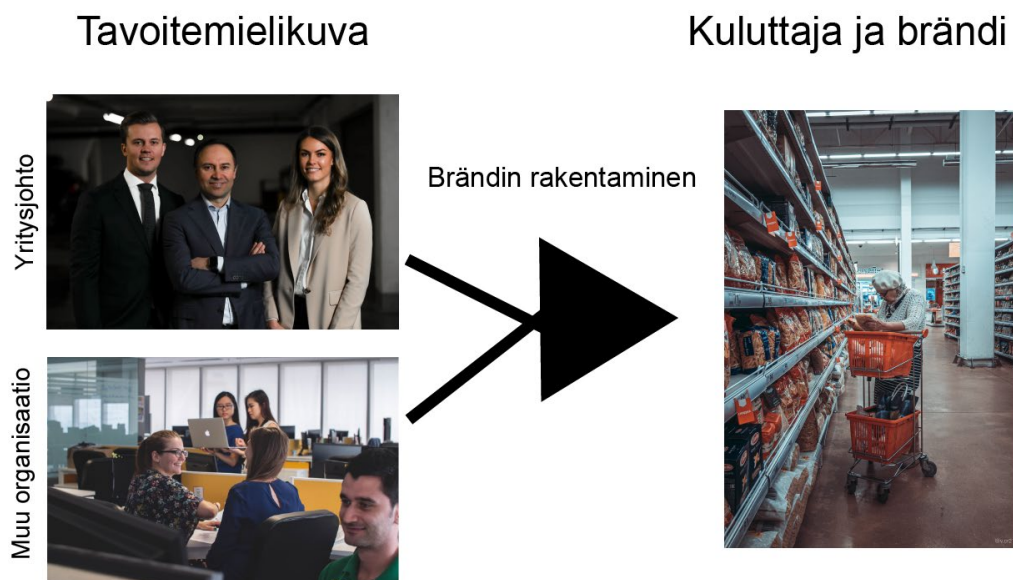 Tavoitemielikuva
Kuluttaja ja brändi
Yritysjohto
Brändin rakentaminen
Muu organisaatio